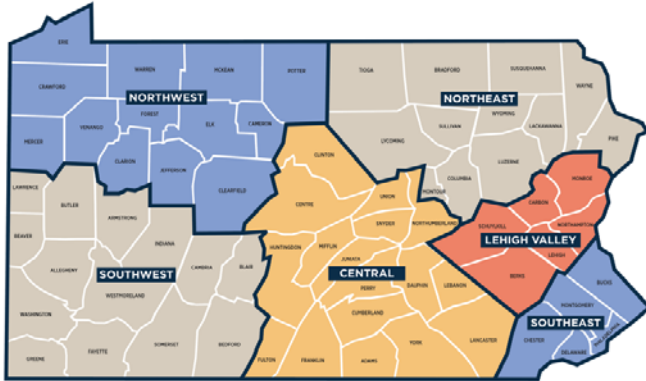 ERIE
WARREN
MCKEAN
POTTER
CRAWFORD
NORTHWEST
FOREST
VENANGO
ELK
CAMERON
MERCER
CLARION
JEFFERSON
CLEARFIELD
TIOGA
BRADFORD
SUSQUEHANNA
WAYNE
NORTHEAST
WYOMING
SULLIVAN
LACKAWANNA
LYCOMING
PIKE
LUZERNE
COLUMBIA
MONTOUR
CLINTON
CENTRE
UNION
SNYDER
NORTHUMBERLAND
HUNTINGDON
MIFFLIN
JUNIATA
CENTRAL
PERRY
DAUPHIN
LEBANON
CUMBERLAND
YORK
LANCASTER
FULTON
FRANKLIN
ADAMS
MONROE
CARBON
SCHUYLKILL
NORTHAMPTON
LEHIGH VALLEY
LEHIGH
BERKS
BUCKS
MONTGOMERY
SOUTHEAST
PHILADELPHIA
CHESTER
DELAWARE
LAWRENCE
BUTLER
ARMSTRONG
BEAVER
INDIANA
ALLEGHENY
SOUTHWEST
CAMBRIA
BLAIR
WESTMORELAND
WASHINGTON
FAYETTE
SOMERSET
BEDFORD
GREENE